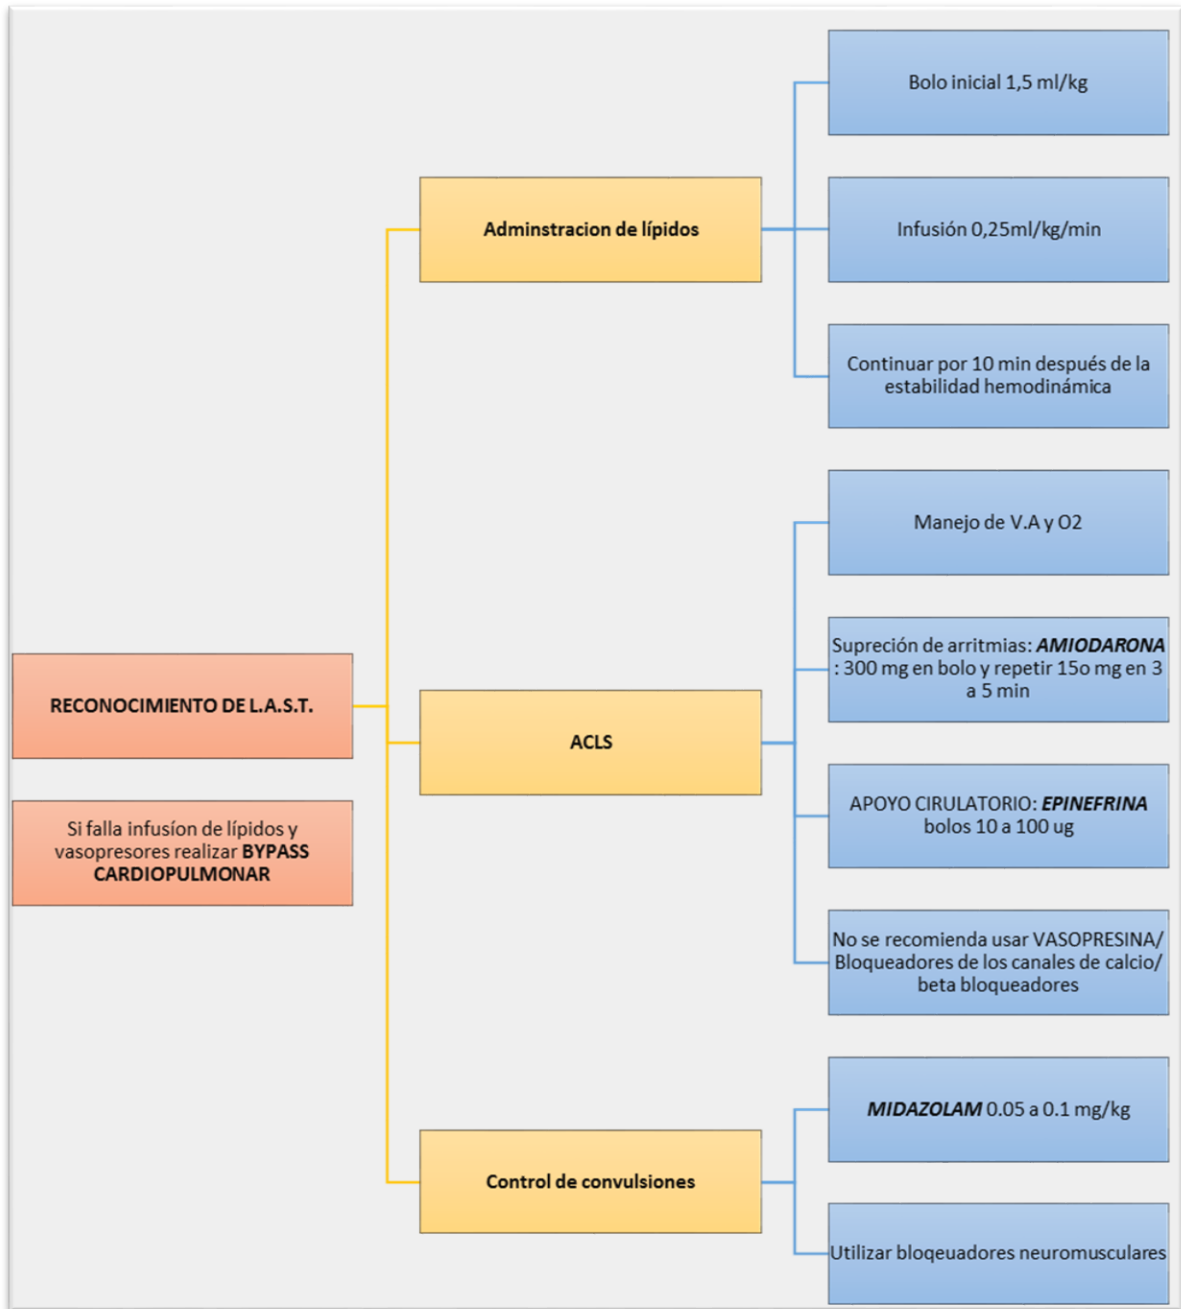 RECONOCIMIENTO DE L.A.S.T.
Si falla infusíon de lípidos y
vasopresores realizar BYPASS
CARDIOPULMONAR
Adminstracion de lípidos
Bolo inicial 1,5 ml/kg
Infusión 0,25ml/kg/min
Continuar por 10 min después de la
estabilidad hemodinámica
ACLS
Manejo de V.A y O2
Supreción de arritmias: AMIODARONA
: 300 mg en bolo y repetir 15o mg en 3
a 5 min
APOYO CIRULATORIO: EPINEFRINA
bolos 10 a 100 ug
No se recomienda usar VASOPRESINA/
Bloqueadores de los canales de calcio/
beta bloqueadores
Control de convulsiones
MIDAZOLAM 0.05 a 0.1 mg/kg
Utilizar bloqeuadores neuromusculares